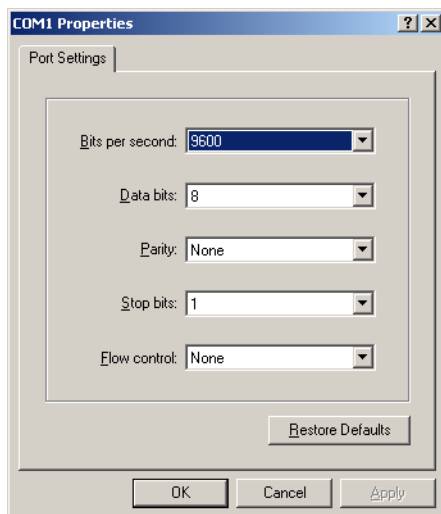 COM1 Properties
Port Settings
Bits per second: 9600
Data bits: 8
Parity: None
Stop bits: 1
Flow control: None
Restore Defaults
OK Cancel Apply